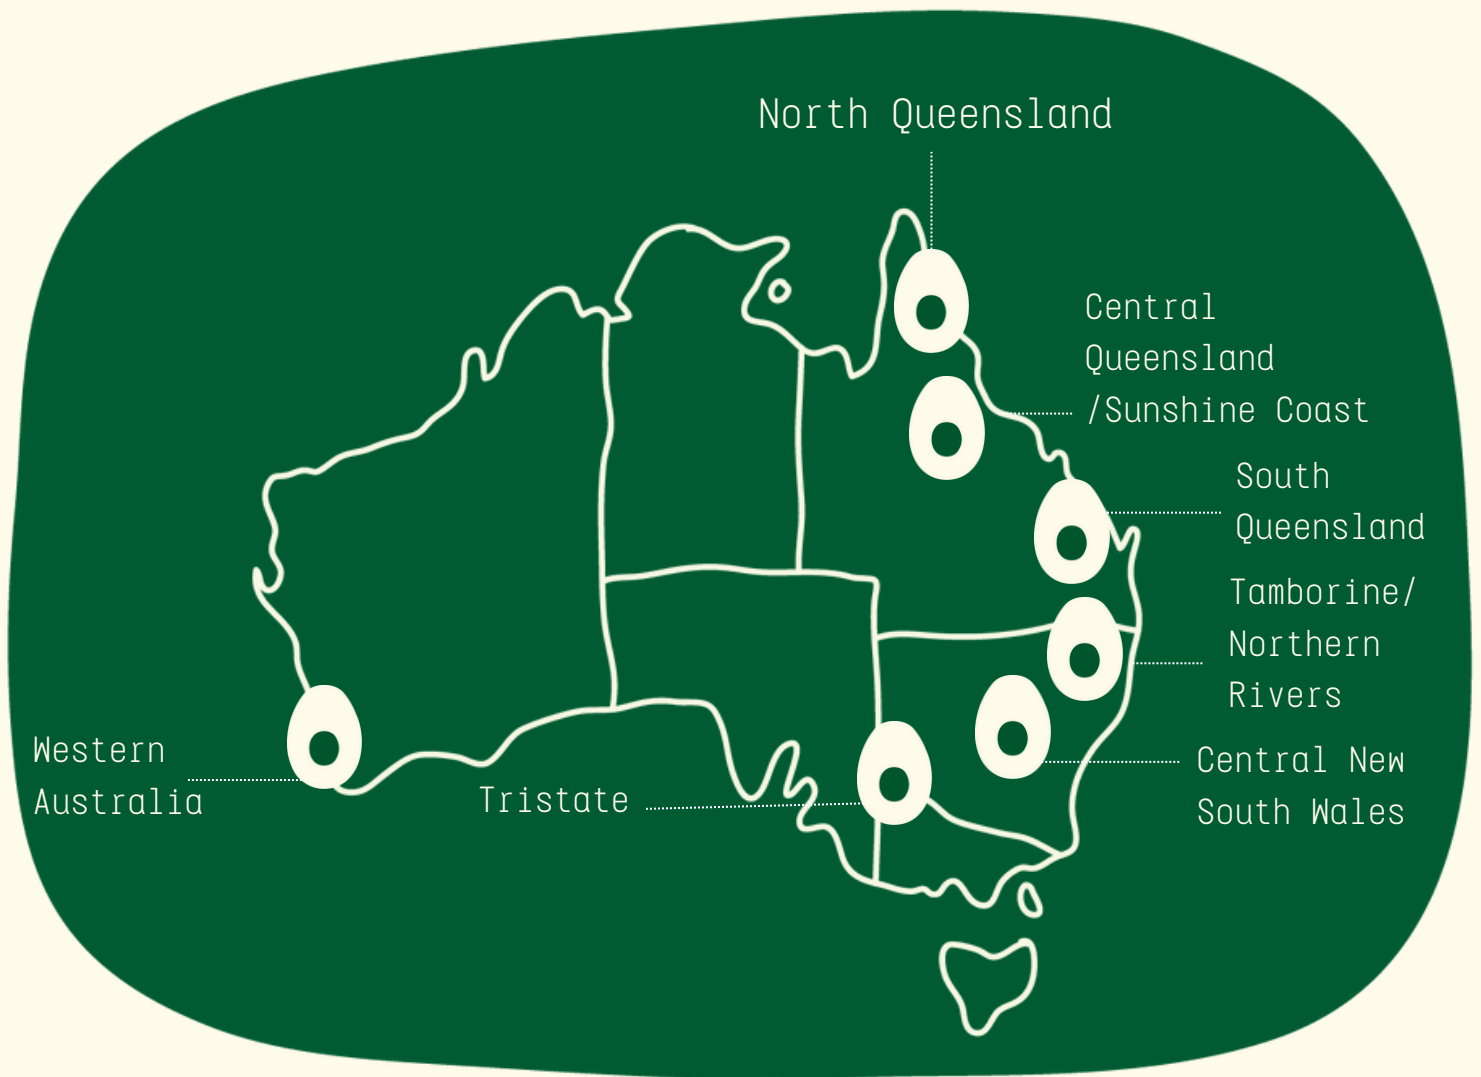 North Queensland
Central
Queensland
/Sunshine Coast
South
Queensland
Tamborine/
Northern
Rivers
Western
Australia
Tristate
Central New
South Wales